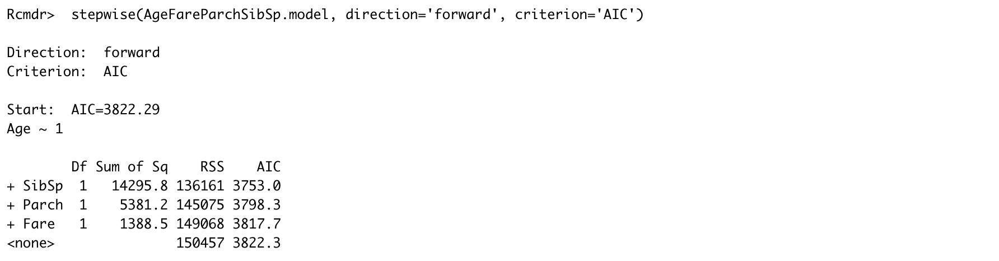 Rcmdr>  stepwise(AgeFareParchSibSp.model, direction='forward', criterion='AIC')
Direction:  forward
Criterion:  AIC
Start:  AIC=3822.29
Age ~ 1
        Df Sum of Sq    RSS    AIC
+ SibSp  1   14295.8 136161 3753.0
+ Parch  1    5381.2 145075 3798.3
+ Fare   1    1388.5 149068 3817.7
<none>               150457 3822.3